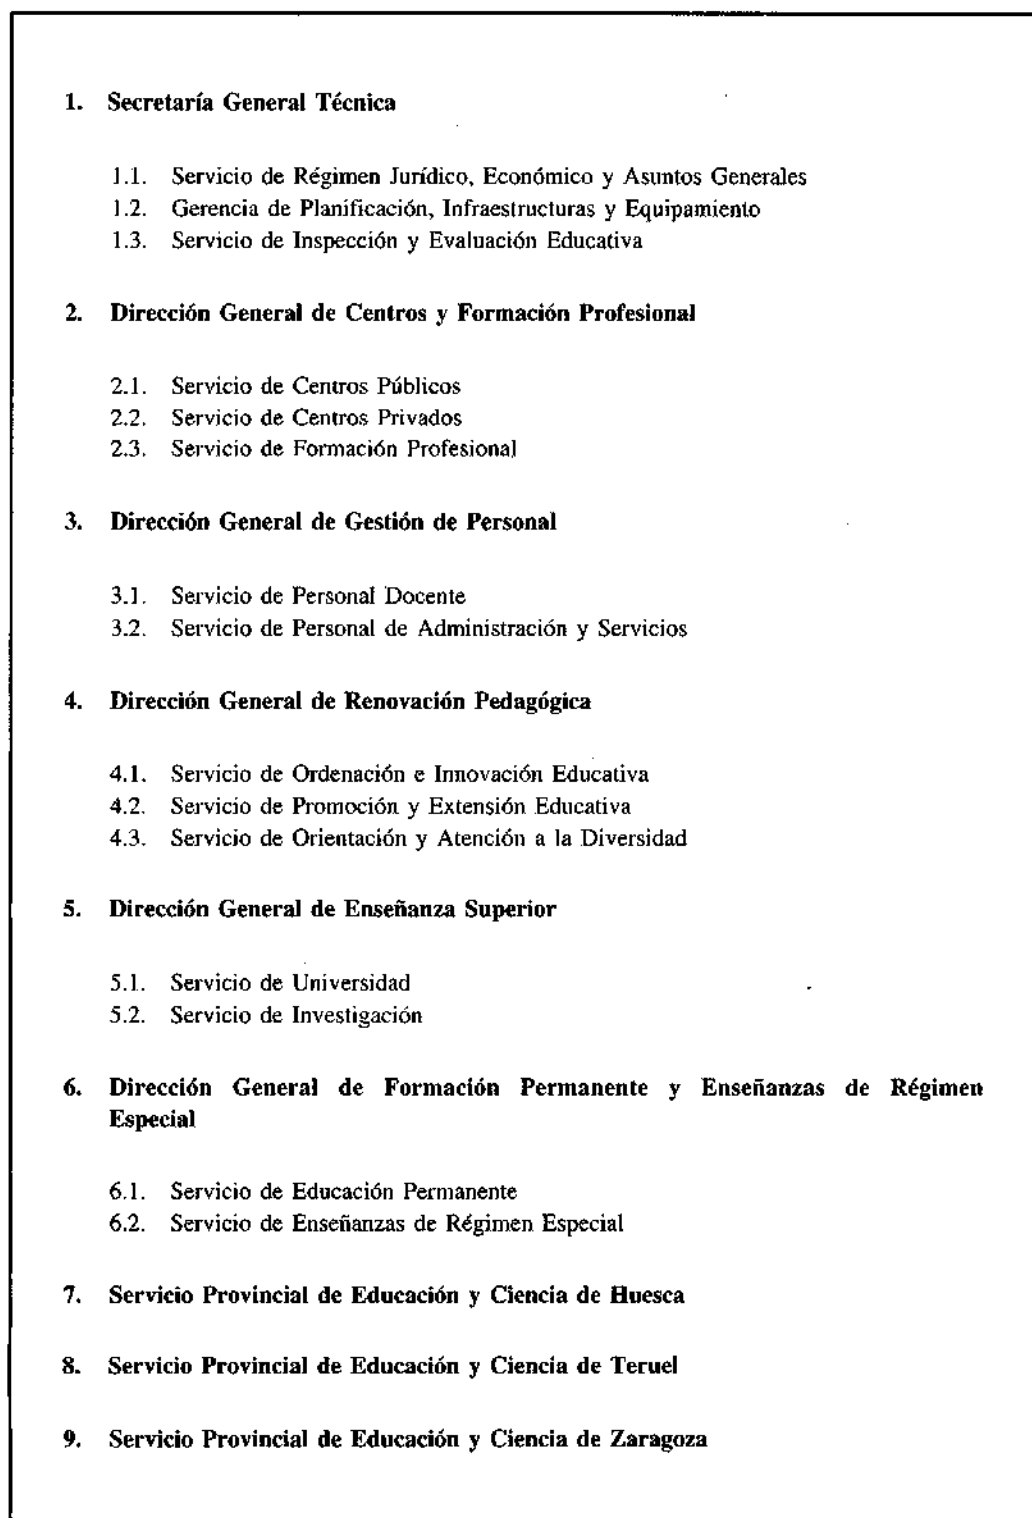 1. Secretaría General Técnica
1.1. Servicio de Régimen Jurídico, Económico y Asuntos Generales
1.2. Gerencia de Planificación, Infraestructuras y Equipamiento
1.3. Servicio de Inspección y Evaluación Educativa
2. Dirección General de Centros y Formación Profesional
2.1. Servicio de Centros Públicos
2.2. Servicio de Centros Privados
2.3. Servicio de Formación Profesional
3. Dirección General de Gestión de Personal
3.1. Servicio de Personal Docente
3.2. Servicio de Personal de Administración y Servicios
4. Dirección General de Renovación Pedagógica
4.1. Servicio de Ordenación e Innovación Educativa
4.2. Servicio de Promoción y Extensión Educativa
4.3. Servicio de Orientación y Atención a la Diversidad
5. Dirección General de Enseñanza Superior
5.1. Servicio de Universidad
5.2. Servicio de Investigación
6. Dirección General de Formación Permanente y Enseñanzas de Régimen
Especial
6.1. Servicio de Educación Permanente
6.2. Servicio de Enseñanzas de Régimen Especial
7. Servicio Provincial de Educación y Ciencia de Huesca
8. Servicio Provincial de Educación y Ciencia de Teruel
9. Servicio Provincial de Educación y Ciencia de Zaragoza